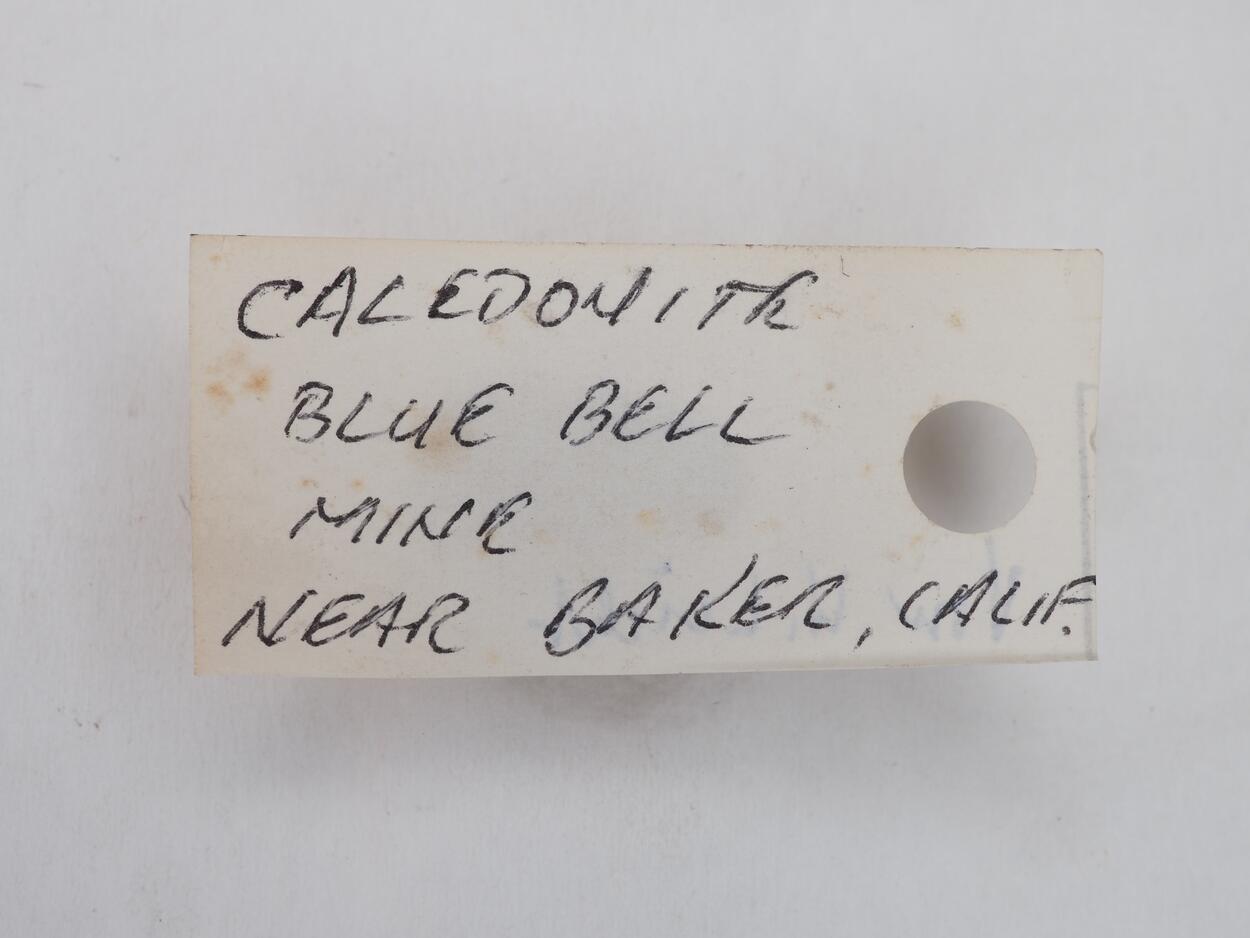 CALEDONITE
BLUE BELL
MINE
NEAR BAKER, CALIF.